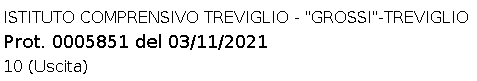 ISTITUTO COMPRENSIVO TREVIGLIO - "GROSSI"-TREVIGLIO
Prot. 0005851 del 03/11/2021
10 (Uscita)